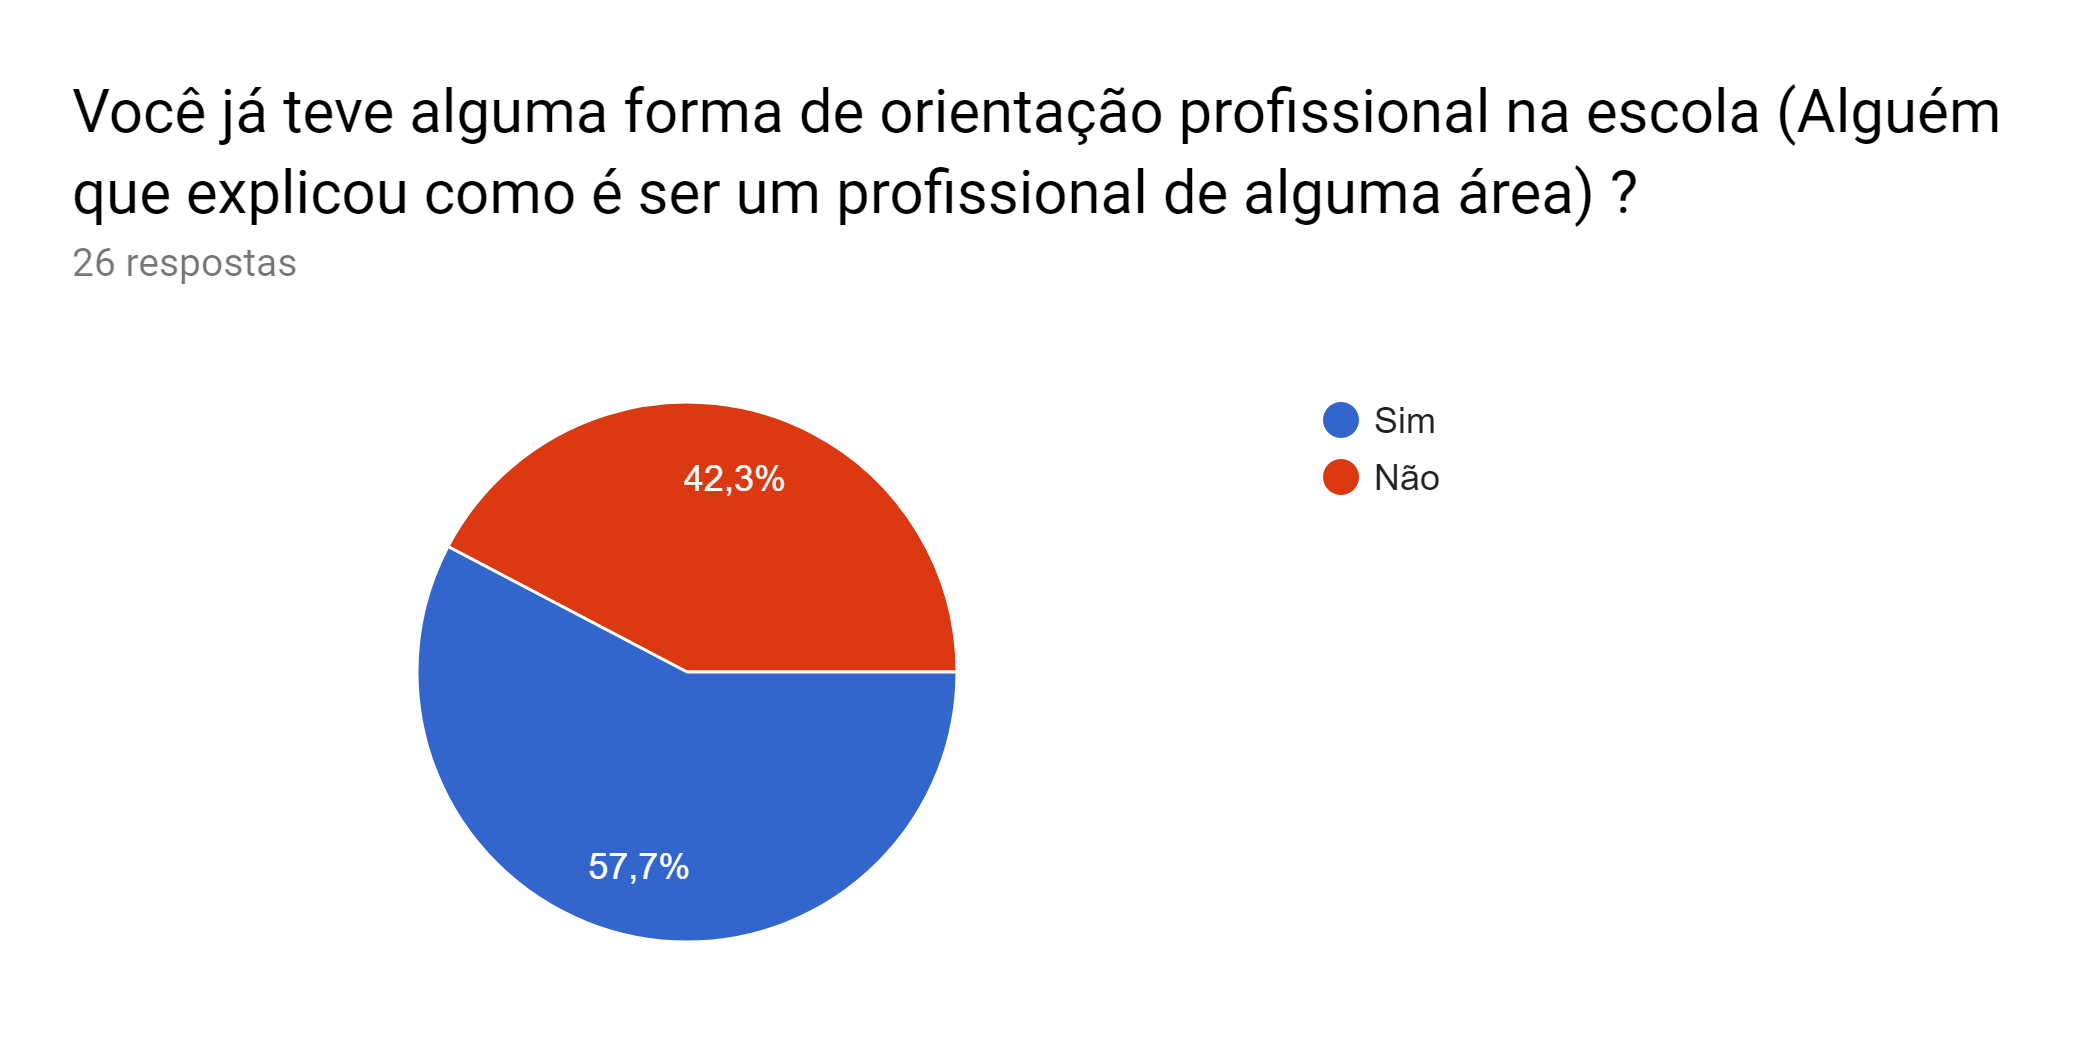 Você já teve alguma forma de orientação profissional na escola (Alguém
que explicou como é ser um profissional de alguma área) ?
26 respostas
Sim
Não
42,3%
57,7%